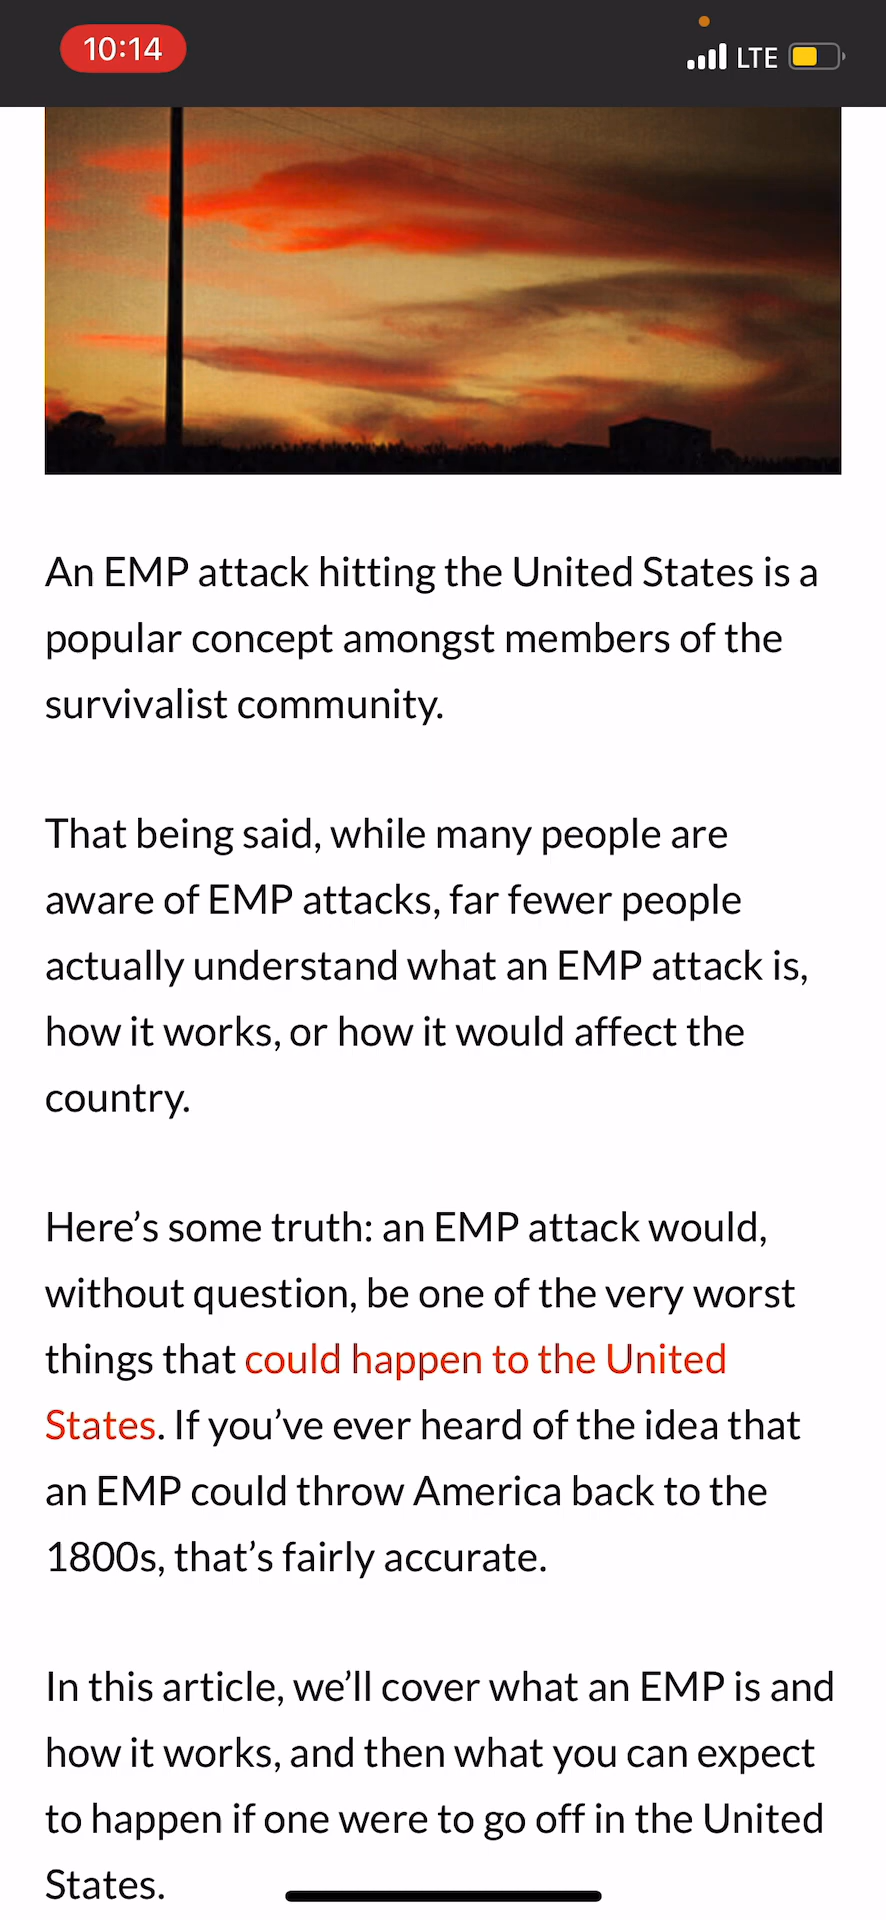 10:14
LTE
An EMP attack hitting the United States is a
popular concept amongst members of the
survivalist community.
That being said, while many people are
aware of EMP attacks, far fewer people
actually understand what an EMP attack is,
how it works, or how it would affect the
country.
Here’s some truth: an EMP attack would,
without question, be one of the very worst
things that could happen to the United
States. If you’ve ever heard of the idea that
an EMP could throw America back to the
1800s, that’s fairly accurate.
In this article, we’ll cover what an EMP is and
how it works, and then what you can expect
to happen if one were to go off in the United
States.